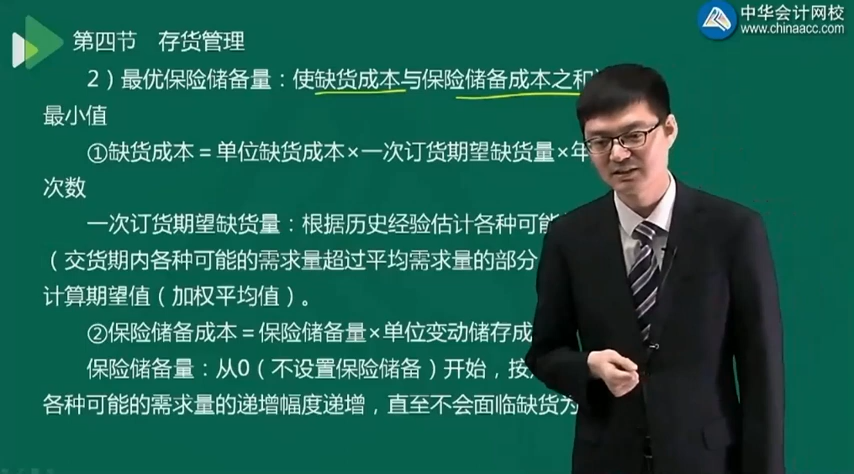 中华会计网校
www.chinaacc.com
第四节 存货管理
2）最优保险储备量：使缺货成本与保险储备成本之和
最小值
①缺货成本＝单位缺货成本×一次订货期望缺货量×年
次数
一次订货期望缺货量：根据历史经验估计各种可能
（交货期内各种可能的需求量超过平均需求量的部分
计算期望值（加权平均值）。
②保险储备成本＝保险储备量×单位变动储存成
保险储备量：从0（不设置保险储备）开始，按
各种可能的需求量的递增幅度递增，直至不会面临缺货为